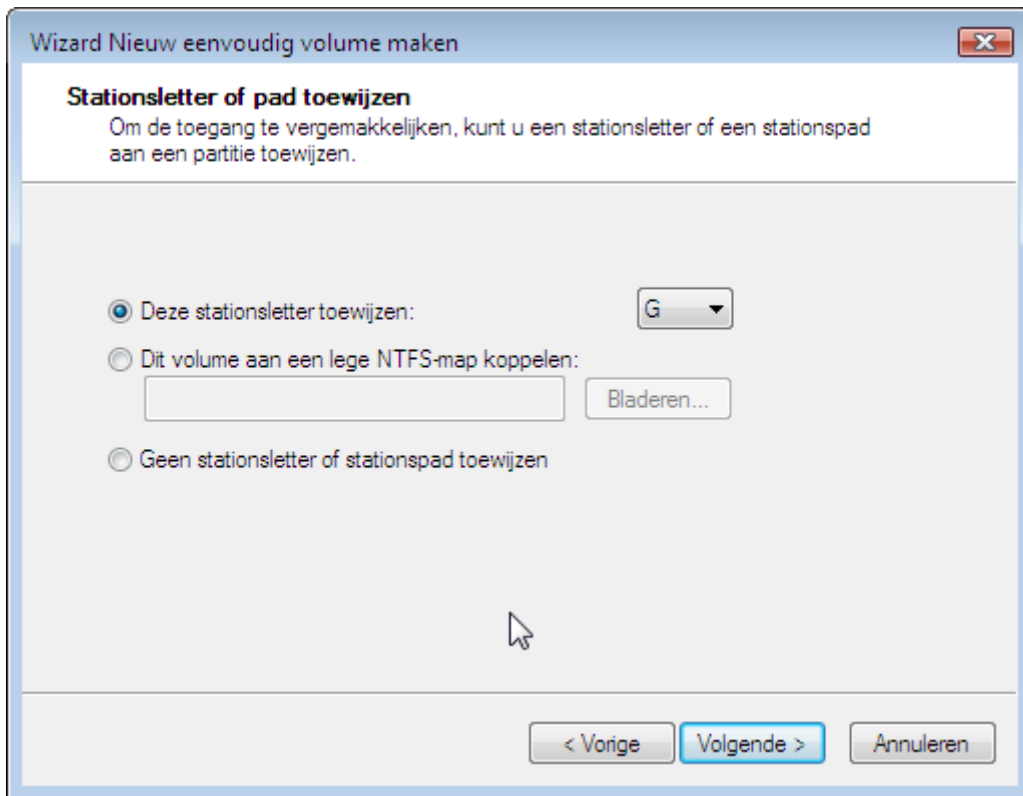 Wizard Nieuw eenvoudig volume maken
Stationsletter of pad toewijzen
Om de toegang te vergemakkelijken, kunt u een stationsletter of een stationspad
aan een partitie toewijzen.
Deze stationsletter toewijzen: G
Dit volume aan een lege NTFS-map koppelen:
Bladeren...
Geen stationsletter of stationspad toewijzen
< Vorige Volgende > Annuleren